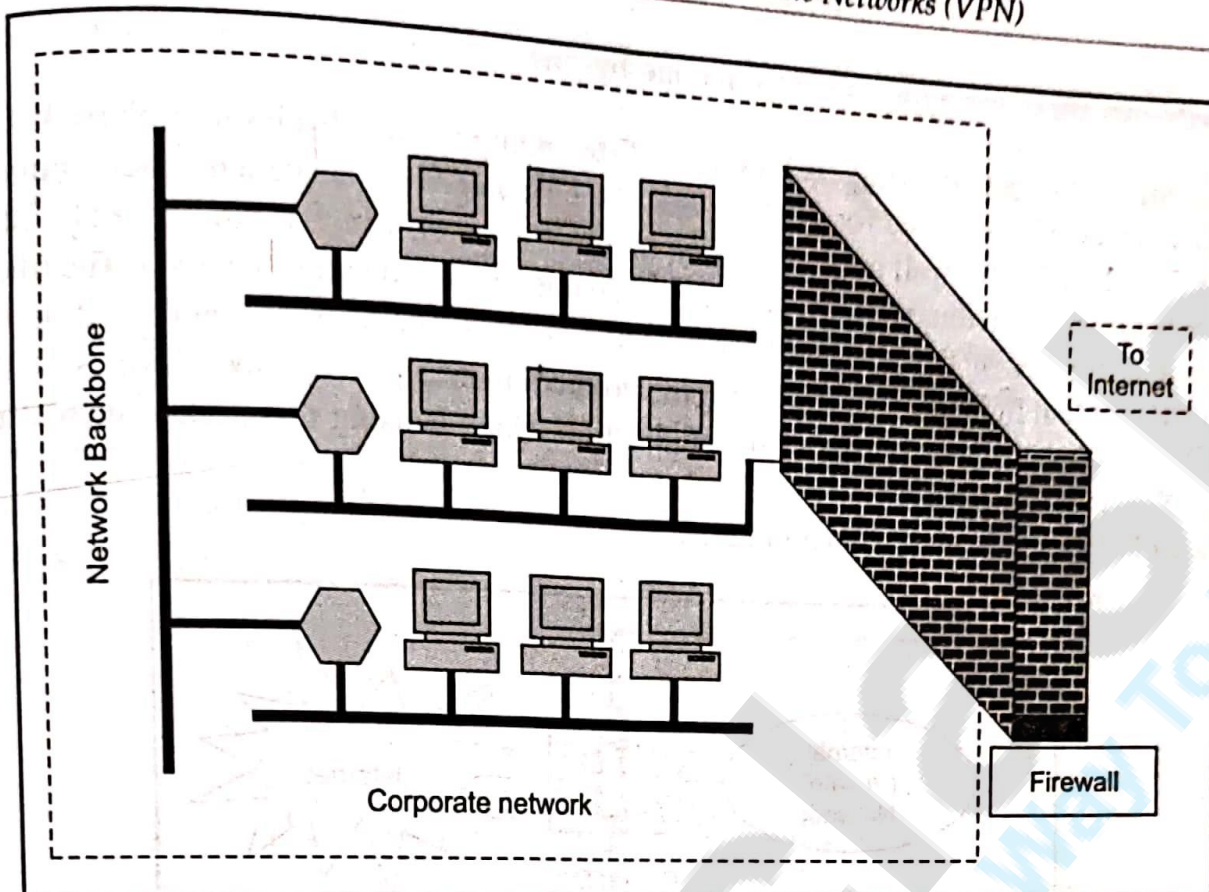 Networks (VPN)
Network Backbone
To
Internet
Firewall
Corporate network